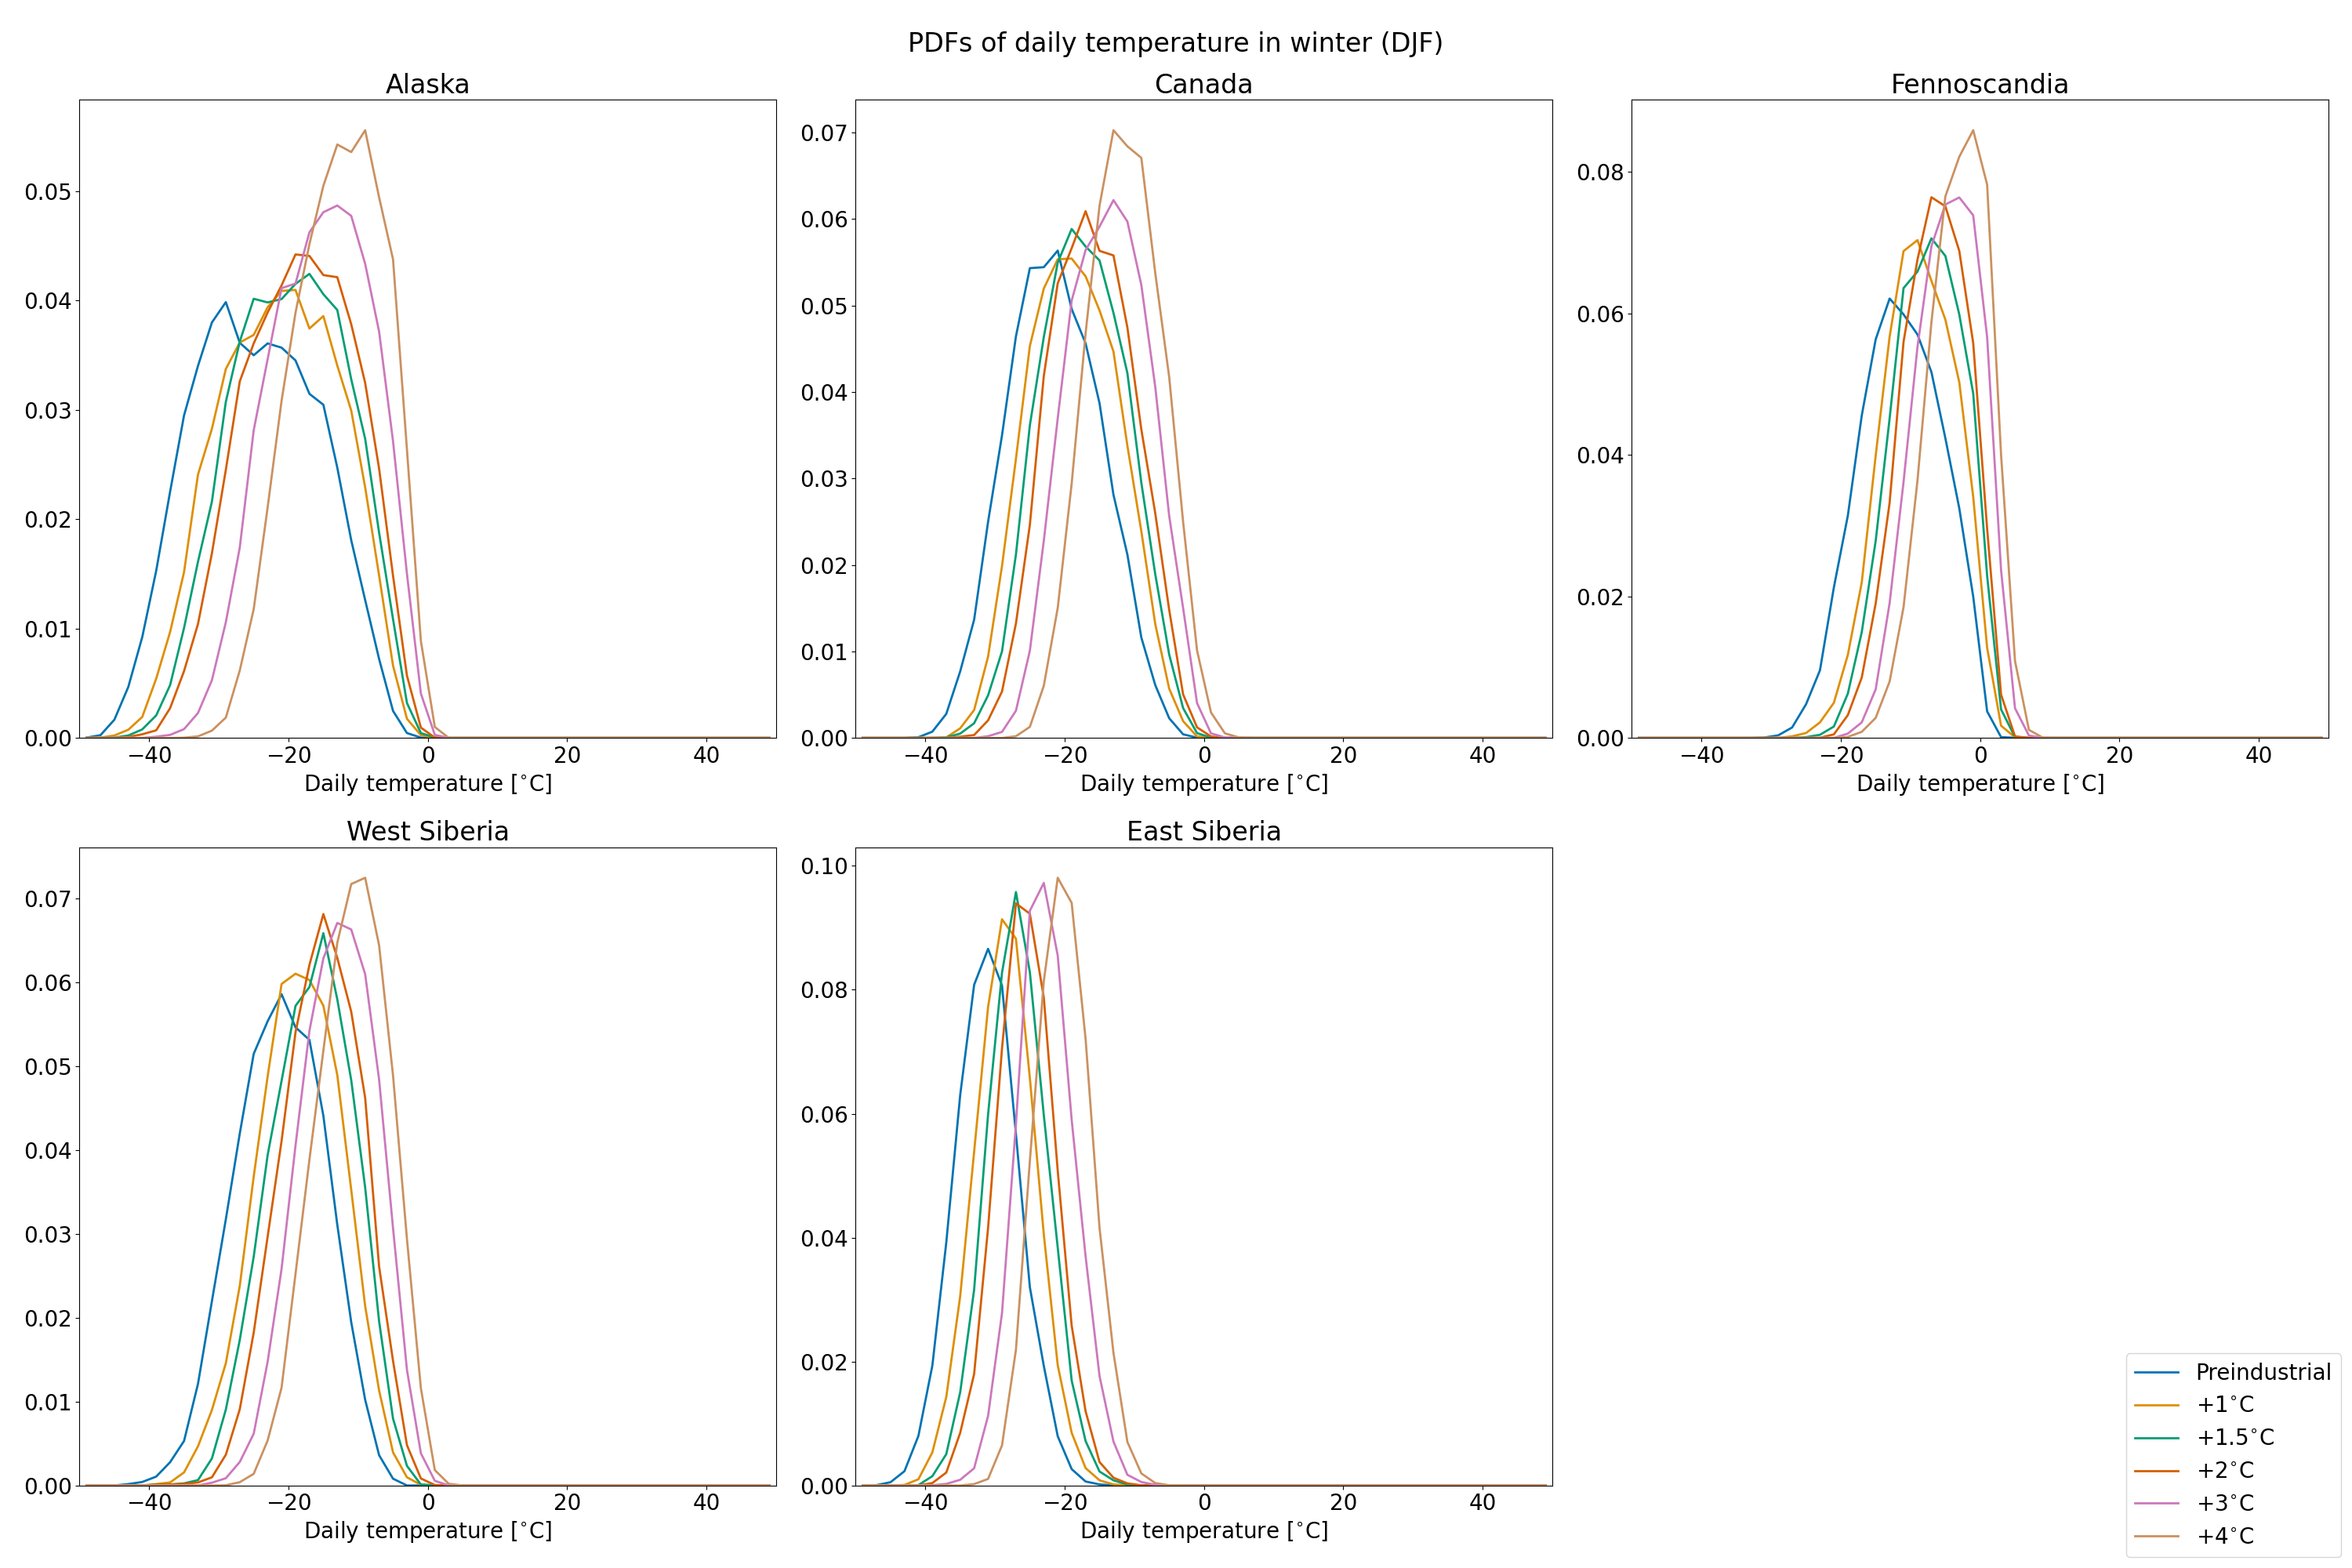 PDFs of daily temperature in winter (DJF)
Alaska
0.05
0.04
0.03
0.02
0.01
0.00
−40 −20 0 20 40
Daily temperature [°C]
Canada
0.07
0.06
0.05
0.04
0.03
0.02
0.01
0.00
−40 −20 0 20 40
Daily temperature [°C]
Fennoscandia
0.08
0.06
0.04
0.02
0.00
−40 −20 0 20 40
Daily temperature [°C]
West Siberia
0.07
0.06
0.05
0.04
0.03
0.02
0.01
0.00
−40 −20 0 20 40
Daily temperature [°C]
East Siberia
0.10
0.08
0.06
0.04
0.02
0.00
−40 −20 0 20 40
Daily temperature [°C]
Preindustrial
+1°C
+1.5°C
+2°C
+3°C
+4°C